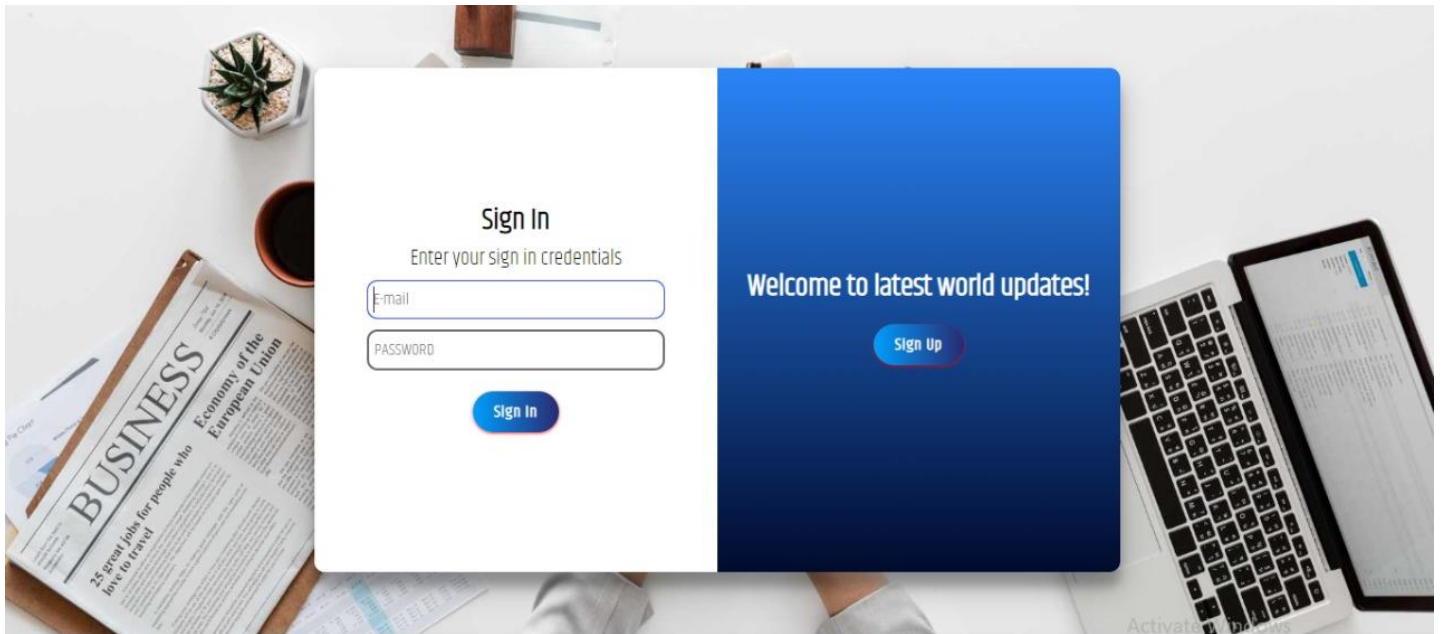 Sign In
Enter your sign in credentials
E-mail
PASSWORD
Sign In
Welcome to latest world updates!
Sign Up
BUSINESS
Economy of the
European Union
25 great jobs for people who
love to travel
Activate Windows